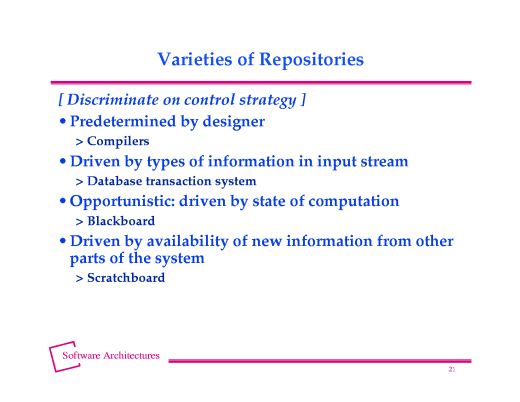 Varieties of Repositories
[ Discriminate on control strategy ]
• Predetermined by designer
> Compilers
• Driven by types of information in input stream
> Database transaction system
• Opportunistic: driven by state of computation
> Blackboard
• Driven by availability of new information from other
parts of the system
> Scratchboard
Software Architectures
21